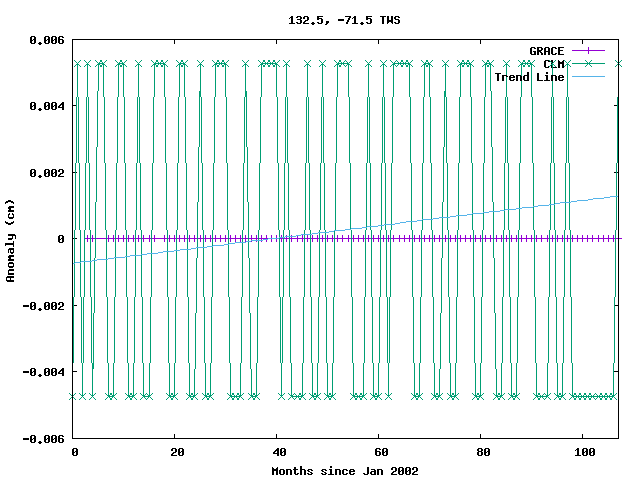 132.5, -71.5 TWS
0.006
0.004
0.002
0
-0.002
-0.004
-0.006
Anomaly (cm)
GRACE
CLM
Trend Line
0 20 40 60 80 100
Months since Jan 2002